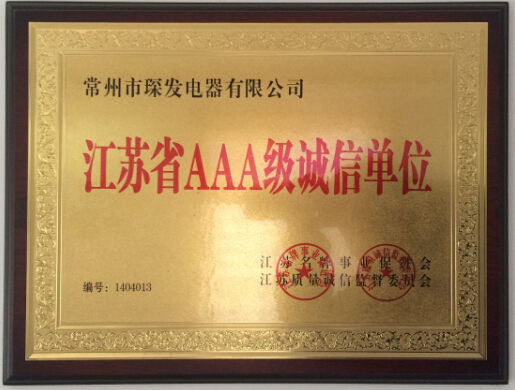 常州市琛发电器有限公司
江苏省AAA级诚信单位
江苏名牌事业促进会
江苏质量诚信监督委员会
编号：1404013